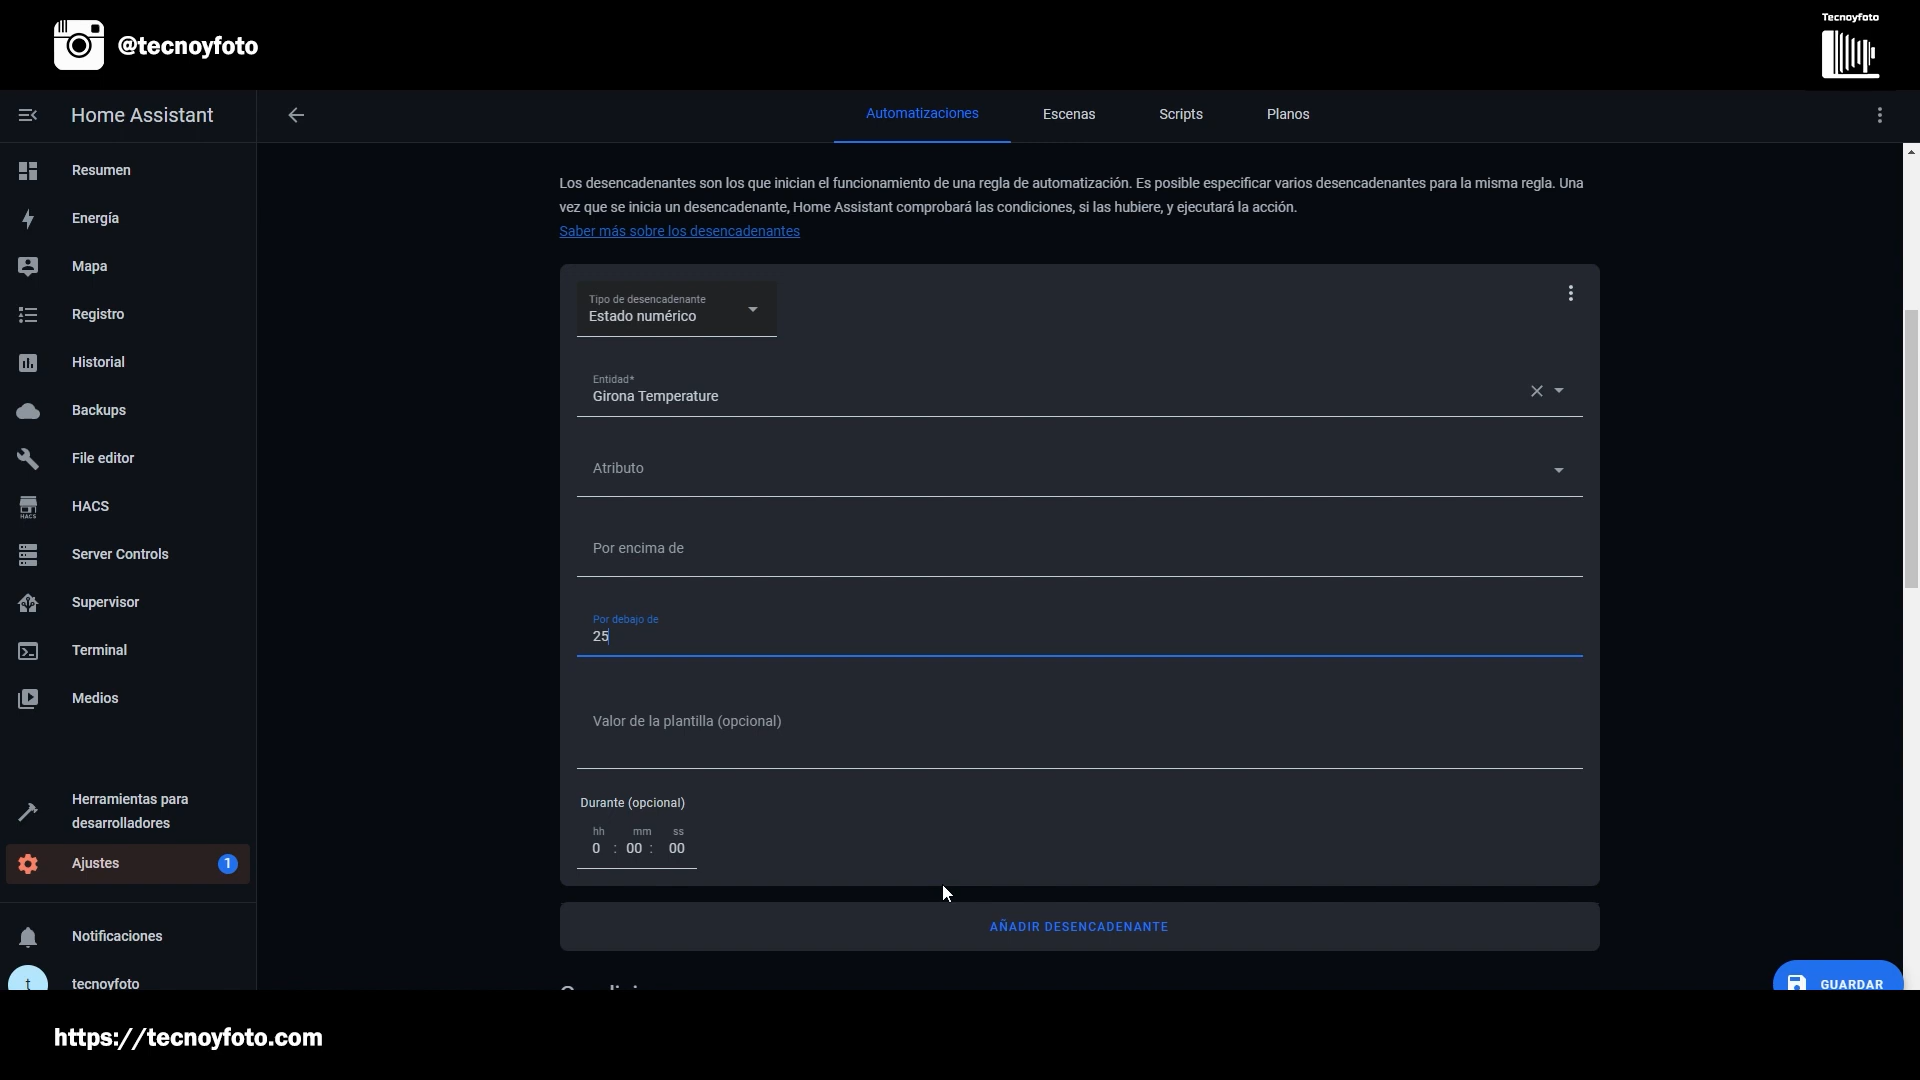 @tecnoyfoto
Tecnoyfoto
Home Assistant
Automatizaciones
Escenas
Scripts
Planos
Resumen
Energía
Mapa
Registro
Historial
Backups
File editor
HACS
HACS
Server Controls
Supervisor
Terminal
Medios
Herramientas para
desarrolladores
Ajustes
1
Notificaciones
t
tecnoyfoto
Los desencadenantes son los que inician el funcionamiento de una regla de automatización. Es posible especificar varios desencadenantes para la misma regla. Una
vez que se inicia un desencadenante, Home Assistant comprobará las condiciones, si las hubiere, y ejecutará la acción.
Saber más sobre los desencadenantes
Tipo de desencadenante
Estado numérico
Entidad*
Girona Temperature
Atributo
Por encima de
Por debajo de
25
Valor de la plantilla (opcional)
Durante (opcional)
hh mm ss
0 : 00 : 00
AÑADIR DESENCADENANTE
GUARDAR
https://tecnoyfoto.com